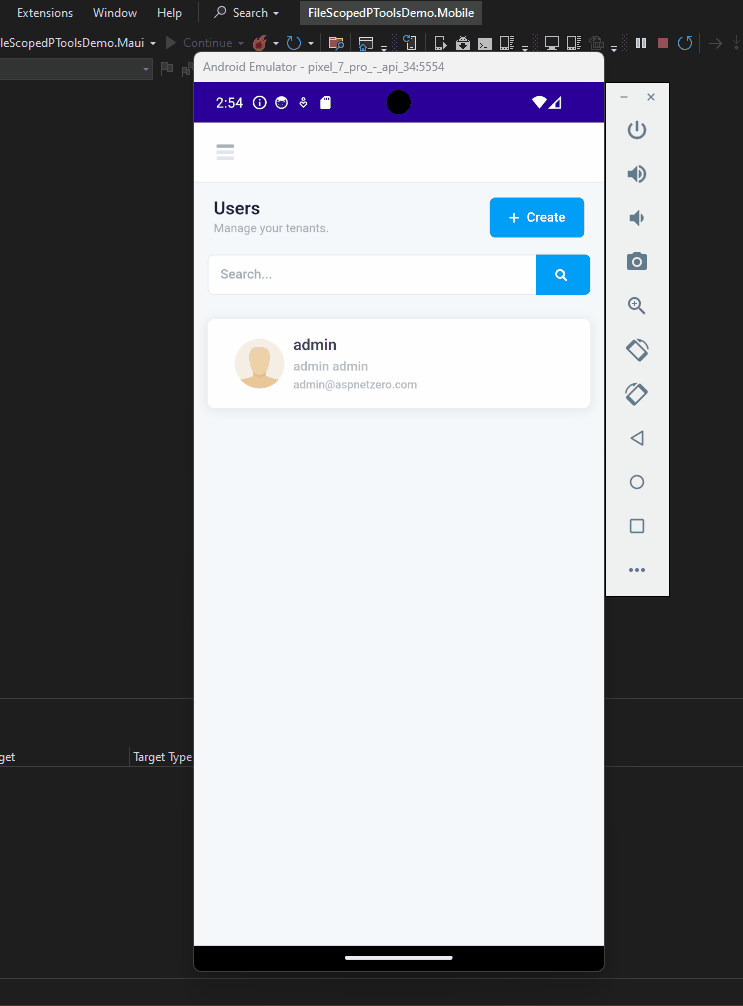 Extensions Window Help Search FileScopedPToolsDemo.Mobile
leScopedPToolsDemo.Maui Continue
Android Emulator - pixel_7_pro_-_api_34:5554
2:54
Users
Manage your tenants.
+ Create
Search...
admin
admin admin
admin@aspnetzero.com
get Target Type